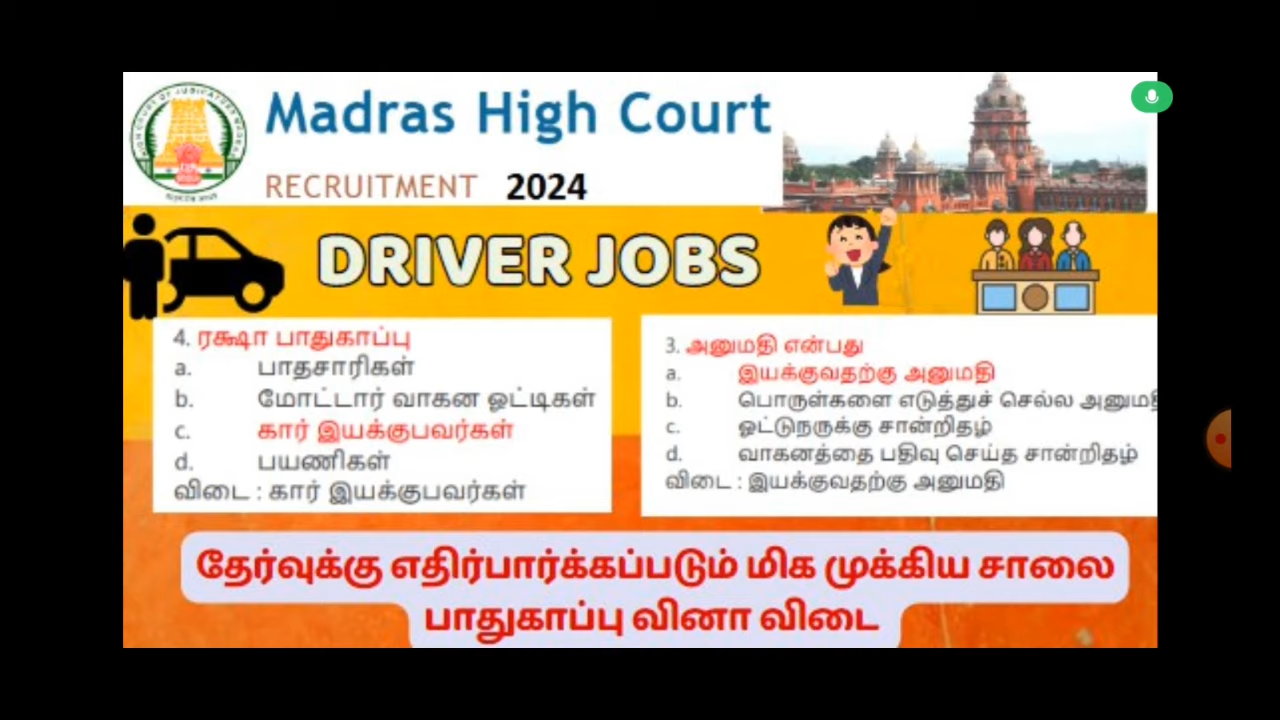 Madras High Court
RECRUITMENT 2024
DRIVER JOBS
4. ரக்ஷா பாதுகாப்பு
a. பாதசாரிகள்
b. மோட்டார் வாகன ஓட்டிகள்
c. கார் இயக்குபவர்கள்
d. பயணிகள்
விடை : கார் இயக்குபவர்கள்
3. அனுமதி என்பது
a. இயக்குவதற்கு அனுமதி
b. பொருள்களை எடுத்துச் செல்ல
c. ஓட்டுநருக்கு சான்றிதழ்
d. வாகனத்தை பதிவு செய்த சான்றிதழ்
விடை : இயக்குவதற்கு அனுமதி
தேர்வுக்கு எதிர்பார்க்கப்படும் மிக முக்கிய சாலை
பாதுகாப்பு வினா விடை